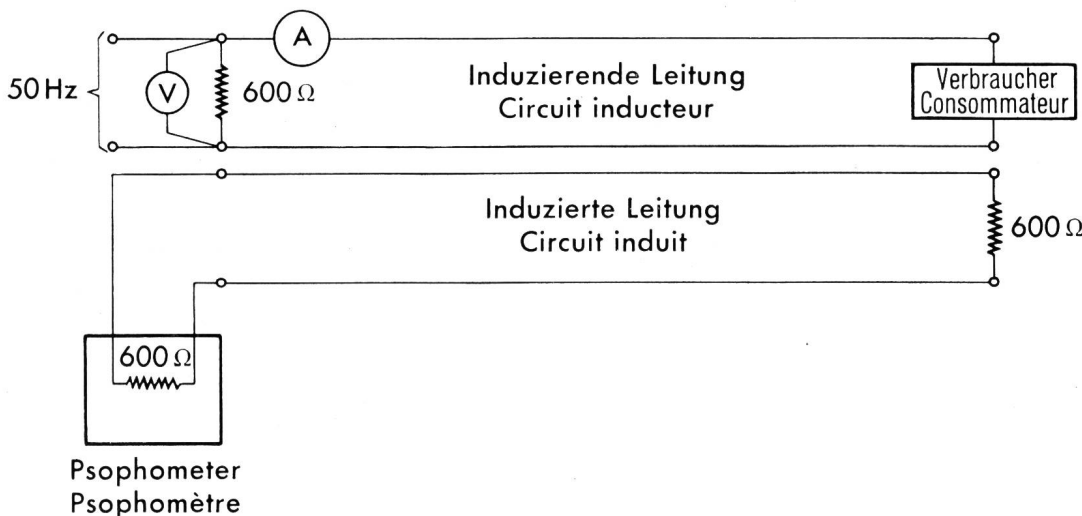 50 Hz
V
600 Ω
A
Induzierende Leitung
Circuit inducteur
Verbraucher
Consommateur
Induzierte Leitung
Circuit induit
600 Ω
600 Ω
Psophometer
Psophomètre